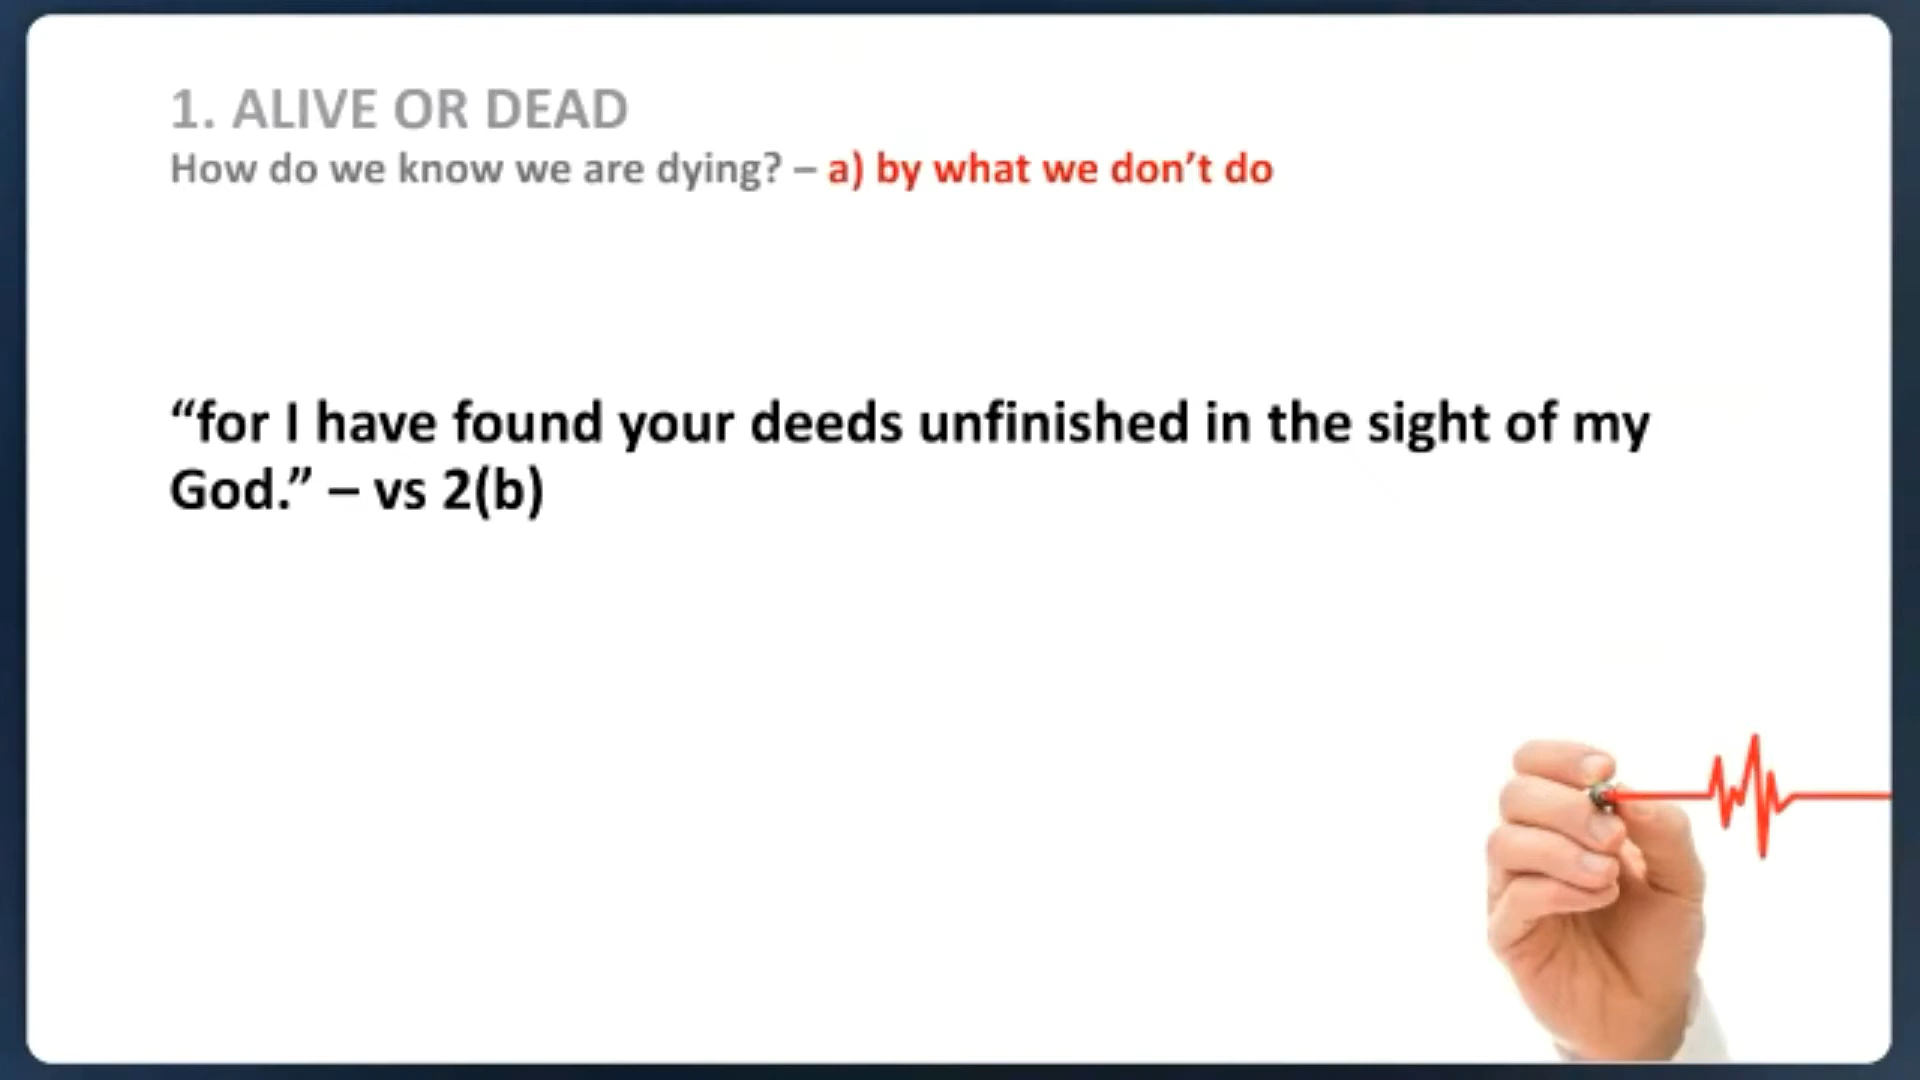 1. ALIVE OR DEAD
How do we know we are dying? – a) by what we don’t do
“for I have found your deeds unfinished in the sight of my
God.” – vs 2(b)